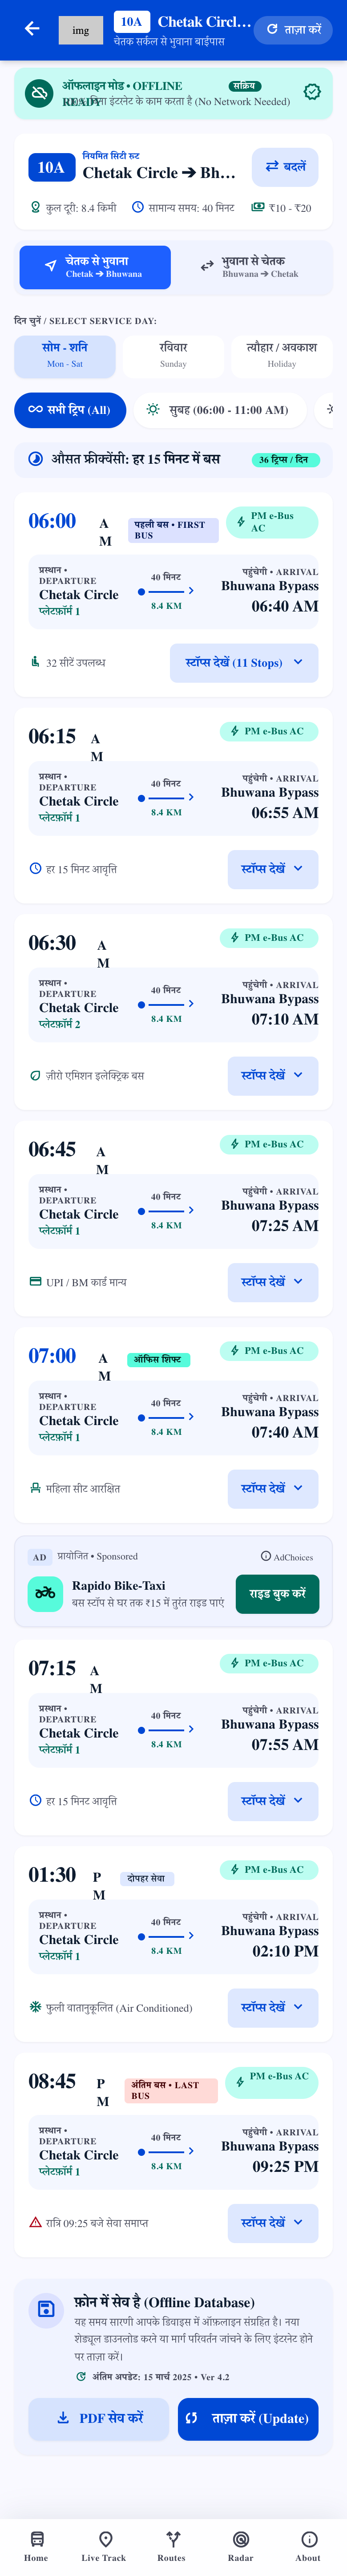 img
10A
Chetak Circl...
चेतक सर्कल से भुवाना बाईपास
ताज़ा करें
ऑफलाइन मोड • OFFLINE READY
सक्रिय
बिना इंटरनेट के काम करता है (No Network Needed)
10A
नियमित सिटी रूट
Chetak Circle ➔ Bh...
बदलें
कुल दूरी: 8.4 किमी
सामान्य समय: 40 मिनट
₹10 - ₹20
चेतक से भुवाना
Chetak ➔ Bhuwana
भुवाना से चेतक
Bhuwana ➔ Chetak
दिन चुनें / SELECT SERVICE DAY:
सोम - शनि
Mon - Sat
रविवार
Sunday
त्यौहार / अवकाश
Holiday
सभी ट्रिप (All)
सुबह (06:00 - 11:00 AM)
औसत फ्रीक्वेंसी: हर 15 मिनट में बस
36 ट्रिप्स / दिन
06:00
AM
पहली बस • FIRST BUS
PM e-Bus AC
प्रस्थान • DEPARTURE
Chetak Circle
प्लेटफ़ॉर्म 1
40 मिनट
8.4 KM
पहुंचेगी • ARRIVAL
Bhuwana Bypass
06:40 AM
32 सीटें उपलब्ध
स्टॉप्स देखें (11 Stops)
06:15
AM
PM e-Bus AC
प्रस्थान • DEPARTURE
Chetak Circle
प्लेटफ़ॉर्म 1
40 मिनट
8.4 KM
पहुंचेगी • ARRIVAL
Bhuwana Bypass
06:55 AM
हर 15 मिनट आवृत्ति
स्टॉप्स देखें
06:30
AM
PM e-Bus AC
प्रस्थान • DEPARTURE
Chetak Circle
प्लेटफ़ॉर्म 2
40 मिनट
8.4 KM
पहुंचेगी • ARRIVAL
Bhuwana Bypass
07:10 AM
ज़ीरो एमिशन इलेक्ट्रिक बस
स्टॉप्स देखें
06:45
AM
PM e-Bus AC
प्रस्थान • DEPARTURE
Chetak Circle
प्लेटफ़ॉर्म 1
40 मिनट
8.4 KM
पहुंचेगी • ARRIVAL
Bhuwana Bypass
07:25 AM
UPI / BM कार्ड मान्य
स्टॉप्स देखें
07:00
AM
ऑफिस शिफ्ट
PM e-Bus AC
प्रस्थान • DEPARTURE
Chetak Circle
प्लेटफ़ॉर्म 1
40 मिनट
8.4 KM
पहुंचेगी • ARRIVAL
Bhuwana Bypass
07:40 AM
महिला सीट आरक्षित
स्टॉप्स देखें
AD
प्रायोजित • Sponsored
AdChoices
Rapido Bike-Taxi
बस स्टॉप से घर तक ₹15 में तुरंत राइड पाएं
राइड बुक करें
07:15
AM
PM e-Bus AC
प्रस्थान • DEPARTURE
Chetak Circle
प्लेटफ़ॉर्म 1
40 मिनट
8.4 KM
पहुंचेगी • ARRIVAL
Bhuwana Bypass
07:55 AM
हर 15 मिनट आवृत्ति
स्टॉप्स देखें
01:30
PM
दोपहर सेवा
PM e-Bus AC
प्रस्थान • DEPARTURE
Chetak Circle
प्लेटफ़ॉर्म 1
40 मिनट
8.4 KM
पहुंचेगी • ARRIVAL
Bhuwana Bypass
02:10 PM
फुली वातानुकूलित (Air Conditioned)
स्टॉप्स देखें
08:45
PM
अंतिम बस • LAST BUS
PM e-Bus AC
प्रस्थान • DEPARTURE
Chetak Circle
प्लेटफ़ॉर्म 1
40 मिनट
8.4 KM
पहुंचेगी • ARRIVAL
Bhuwana Bypass
09:25 PM
रात्रि 09:25 बजे सेवा समाप्त
स्टॉप्स देखें
फ़ोन में सेव है (Offline Database)
यह समय सारणी आपके डिवाइस में ऑफ़लाइन संग्रहित है। नया
शेड्यूल डाउनलोड करने या मार्ग परिवर्तन जांचने के लिए इंटरनेट होने
पर ताज़ा करें।
अंतिम अपडेट: 15 मार्च 2025 • Ver 4.2
PDF सेव करें
ताज़ा करें (Update)
Home
Live Track
Routes
Radar
About